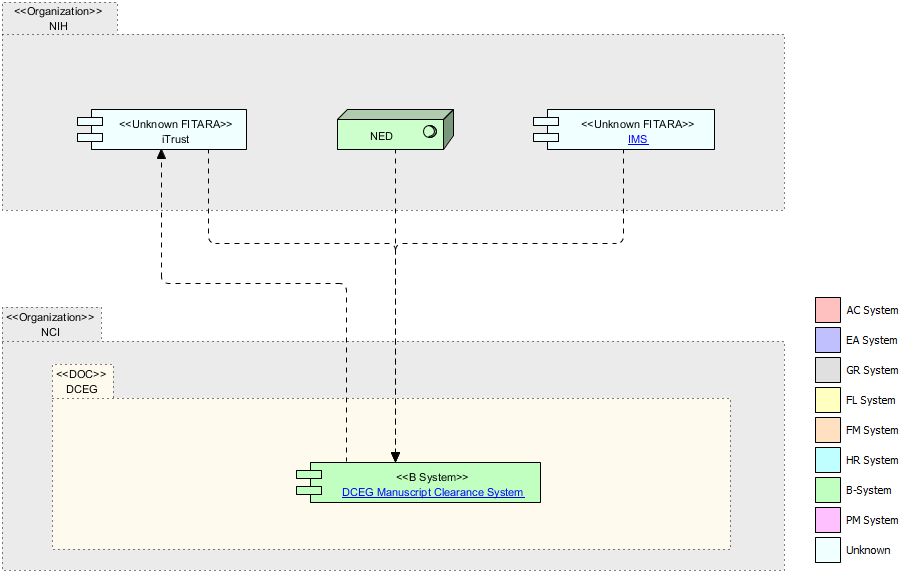 <<Organization>>
NIH
<<Unknown FITARA>>
iTrust
NED
<<Unknown FITARA>>
IMS
<<Organization>>
NCI
<<DOC>>
DCEG
<<B System>>
DCEG Manuscript Clearance System
AC System
EA System
GR System
FL System
FM System
HR System
B-System
PM System
Unknown